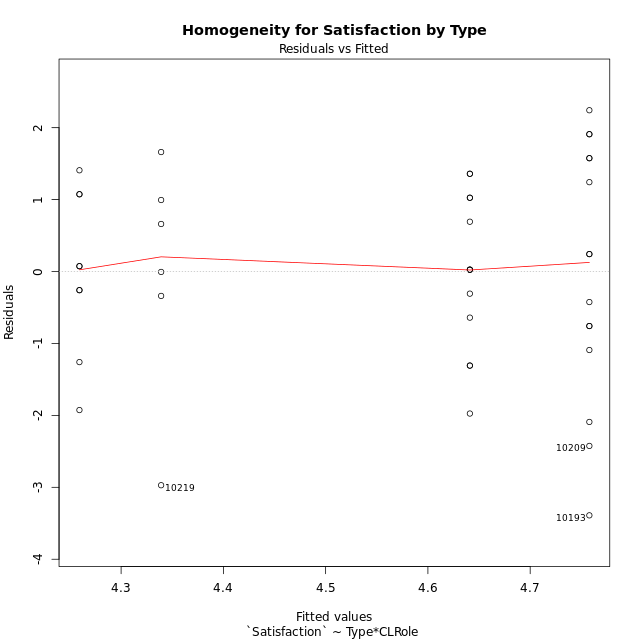 Homogeneity for Satisfaction by Type
Residuals vs Fitted
Residuals
2
1
0
-1
-2
-3
-4
10209
10219
10193
4.3 4.4 4.5 4.6 4.7
Fitted values
`Satisfaction` ~ Type*CLRole